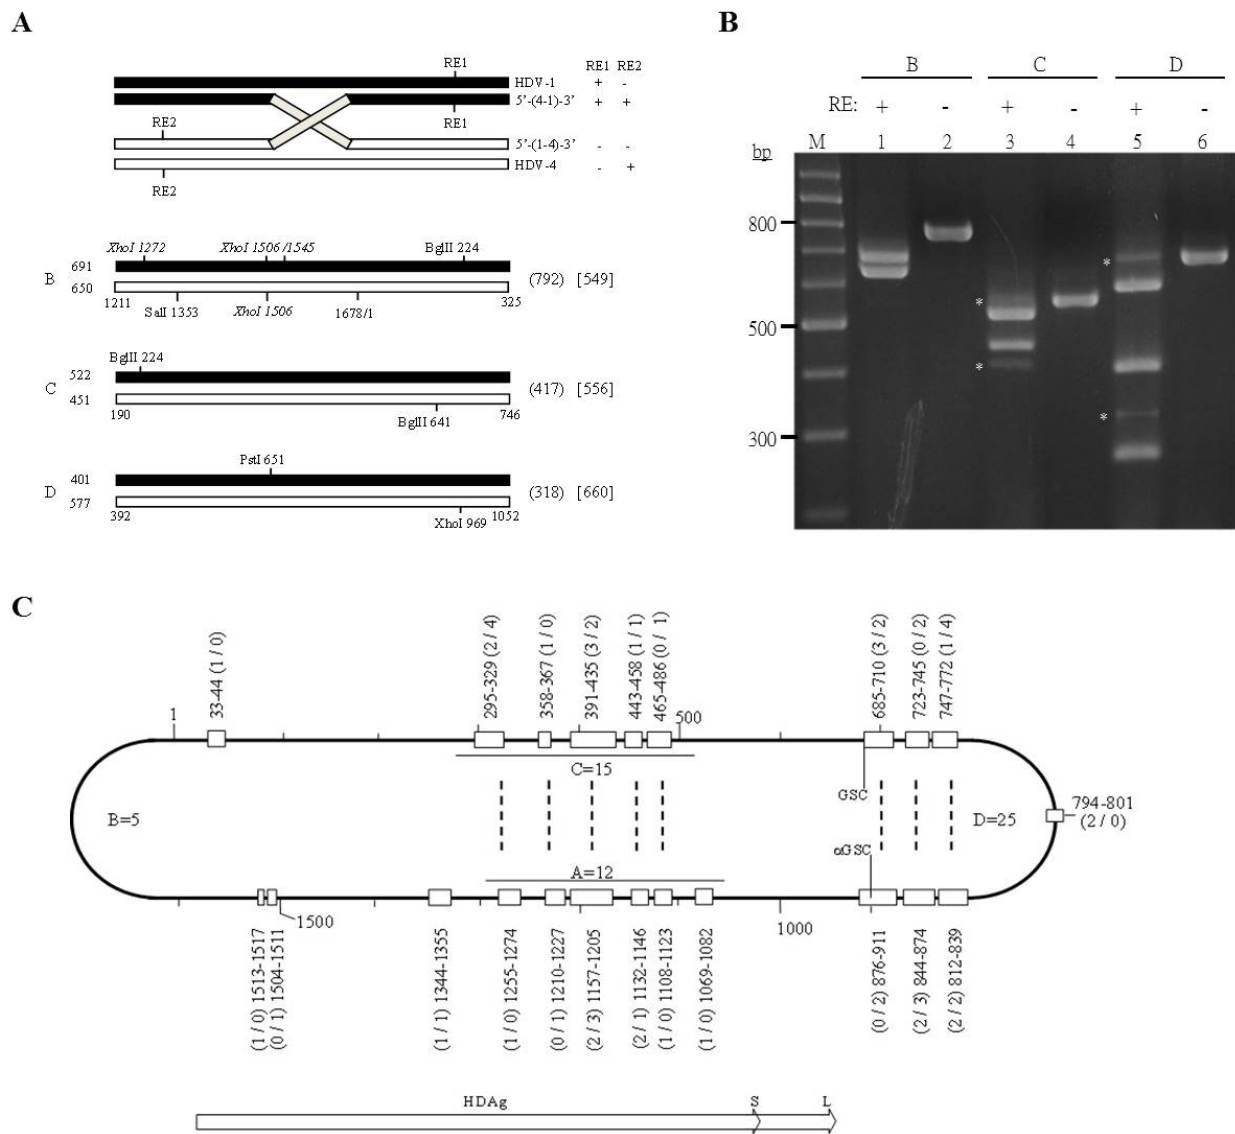 A
RE1
RE1 RE2
HDV-1 + -
5'-(4-1)-3' + +
RE2
RE1
5'-(1-4)-3' - -
HDV-4 - +
RE2
XhoI 1272
XhoI 1506/1545
BglII 224
B
691
650
(792) [549]
1211
SalI 1353
XhoI 1506
1678/1
325
BglII 224
C
522
451
(417) [556]
190
BglII 641
746
PstI 651
D
401
577
(318) [660]
392
XhoI 969
1052
B
B C D
RE: + - + - + -
bp M 1 2 3 4 5 6
800
*
*
500
*
*
300
C
33-44 (1 / 0)
295-329 (2 / 4)
358-367 (1 / 0)
391-435 (3 / 2)
443-458 (1 / 1)
465-486 (0 / 1)
685-710 (3 / 2)
723-745 (0 / 2)
747-772 (1 / 4)
1
500
C=15
GSC
B=5
D=25
794-801
(2 / 0)
αGSC
A=12
1500
1000
(1 / 0) 1513-1517
(0 / 1) 1504-1511
(1 / 1) 1344-1355
(1 / 0) 1255-1274
(0 / 1) 1210-1227
(2 / 3) 1157-1205
(2 / 1) 1132-1146
(1 / 0) 1108-1123
(1 / 0) 1069-1082
(0 / 2) 876-911
(2 / 3) 844-874
(2 / 2) 812-839
HDAg S L